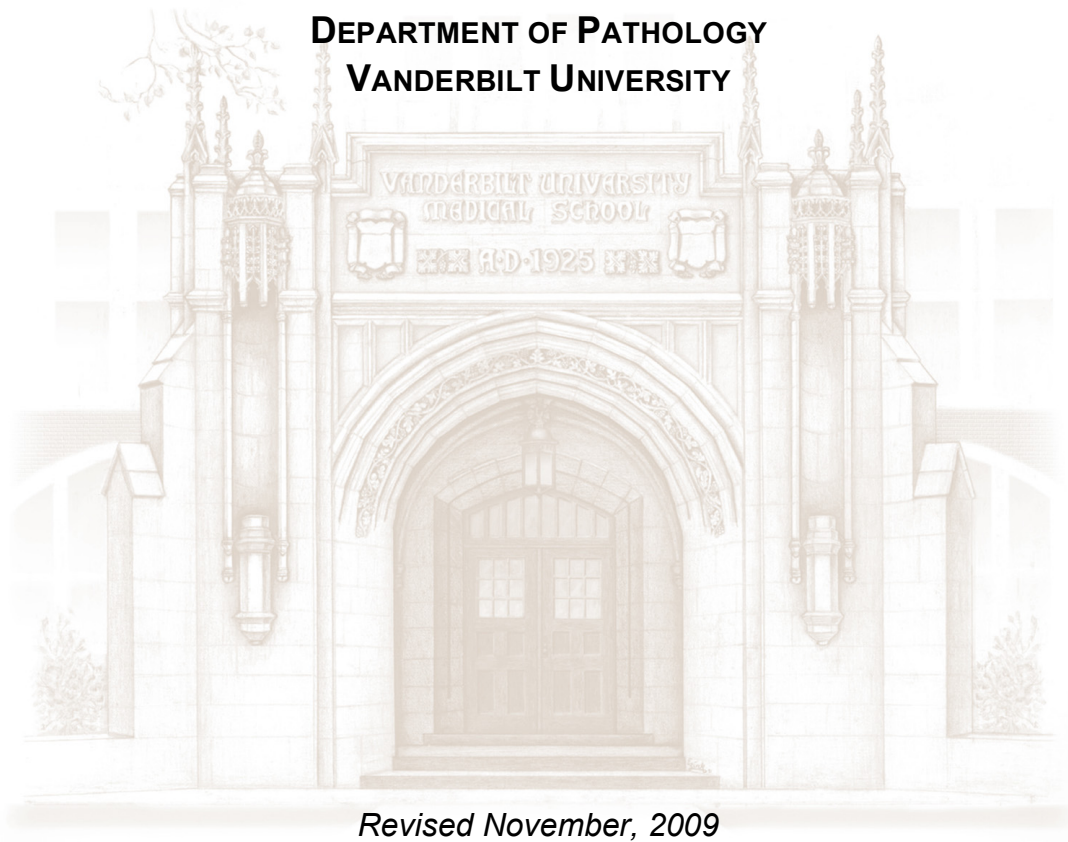 DEPARTMENT OF PATHOLOGY
VANDERBILT UNIVERSITY
VANDERBILT UNIVERSITY
MEDICAL SCHOOL
A·D·1925
Revised November, 2009